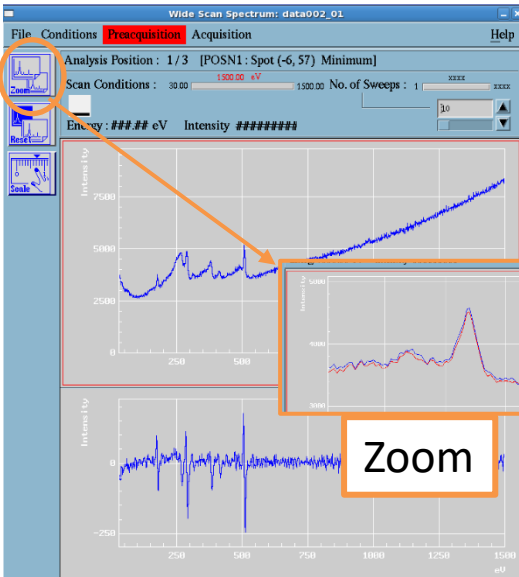 Wide Scan Spectrum: data002_01
File Conditions Preacquisition Acquisition Help
Analysis Position : 1/3 [POSN1 : Spot (-6, 57) Minimum]
Scan Conditions : 30.00 1500.00 eV 1500.00 No. of Sweeps : 1 xxxx xxxx
10
Energy : ###.## eV Intensity #########
Zoom
Reset
Scale
Intensity
7500
5000
2500
0
250 500
Intensity
5000
4000
3000
Zoom
Intensity
0
-250
250 500 750 1000 1250 1500
eV